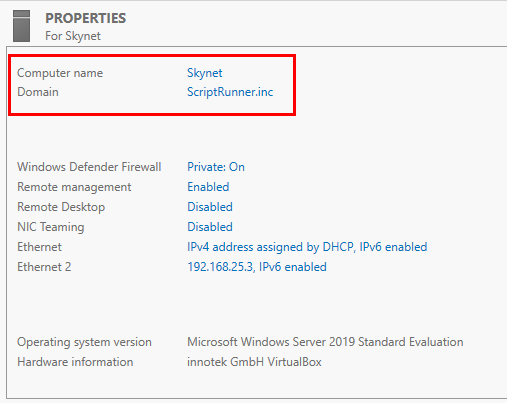 PROPERTIES
For Skynet
Computer name Skynet
Domain ScriptRunner.inc
Windows Defender Firewall Private: On
Remote management Enabled
Remote Desktop Disabled
NIC Teaming Disabled
Ethernet IPv4 address assigned by DHCP, IPv6 enabled
Ethernet 2 192.168.25.3, IPv6 enabled
Operating system version Microsoft Windows Server 2019 Standard Evaluation
Hardware information innotek GmbH VirtualBox